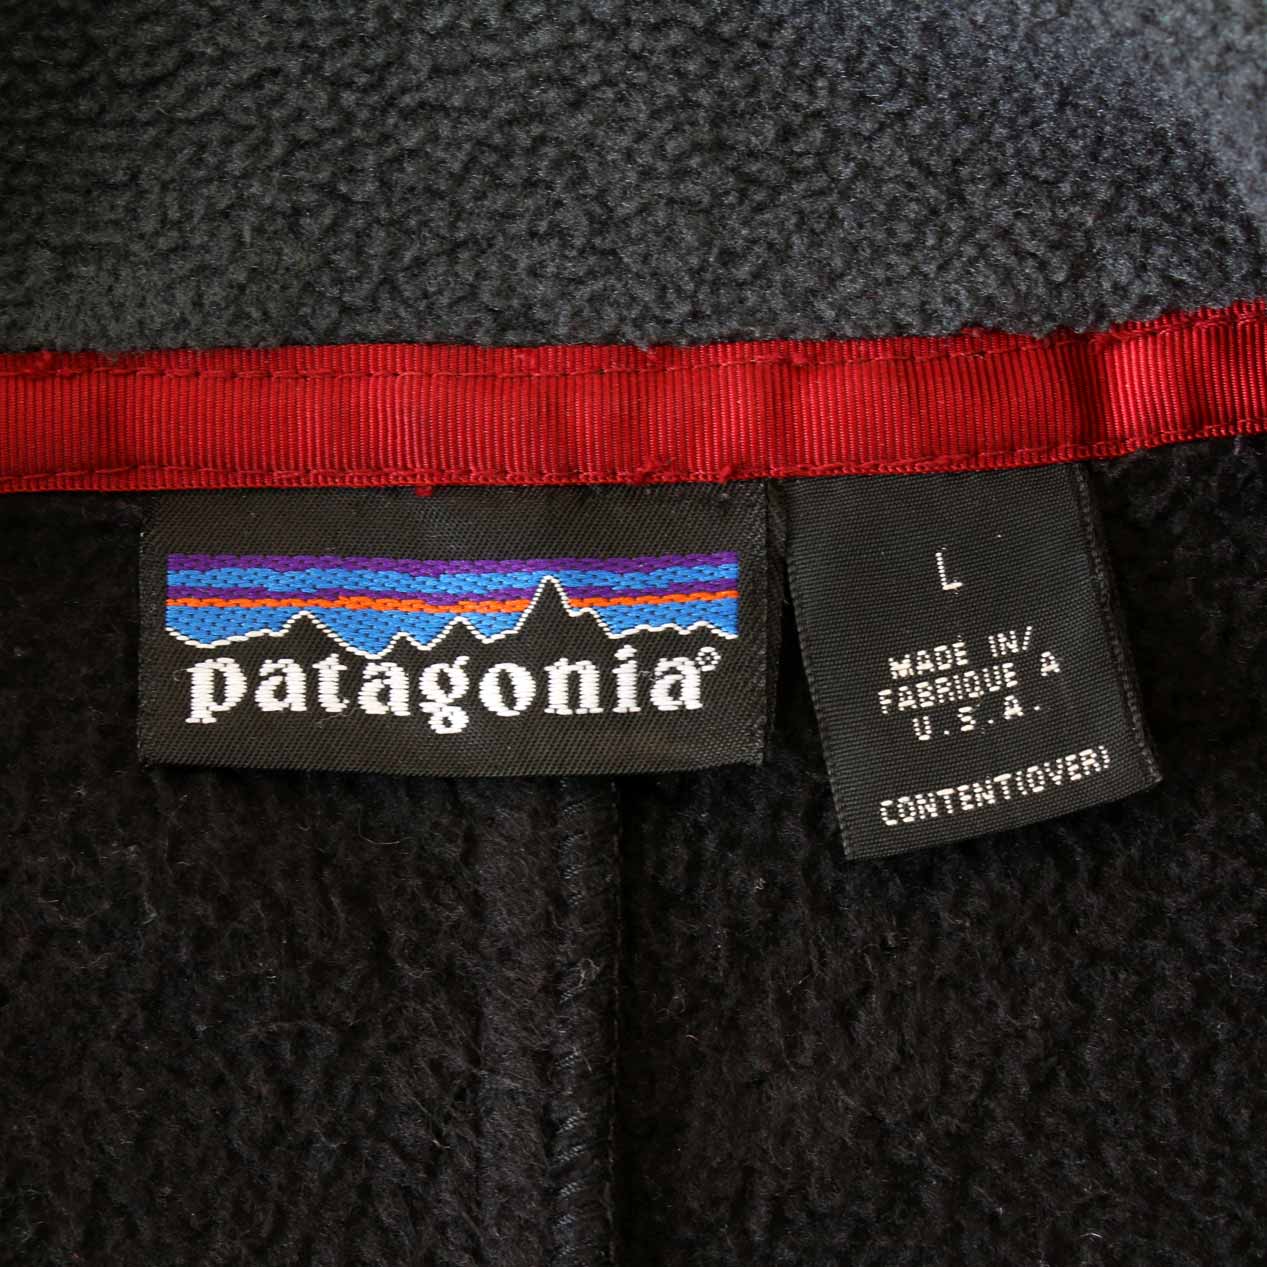 patagonia®
L
MADE IN/
FABRIQUE A
U.S.A.
CONTENT(OVER)